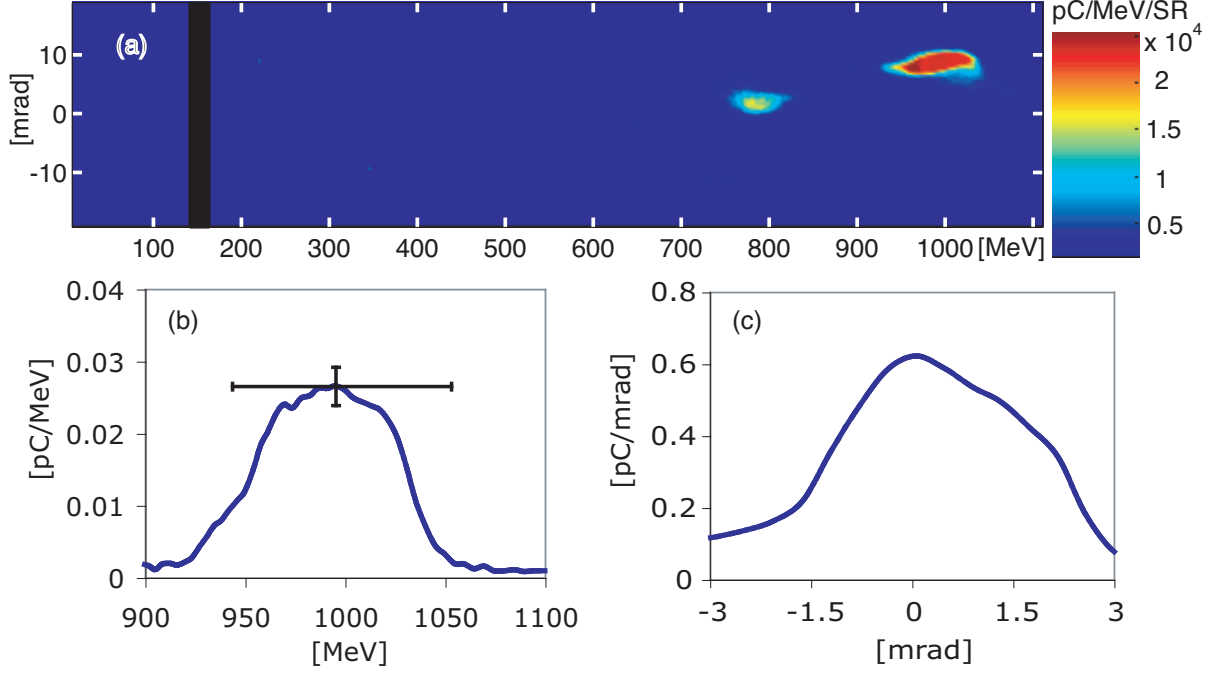 pC/MeV/SR
(a)
x 10⁴
10
0
-10
[mrad]
2
1.5
1
0.5
100 200 300 400 500 600 700 800 900 1000 [MeV]
(b)
0.04
0.03
0.02
0.01
0
[pC/MeV]
900 950 1000 1050 1100
[MeV]
(c)
0.8
0.6
0.4
0.2
0
[pC/mrad]
-3 -1.5 0 1.5 3
[mrad]